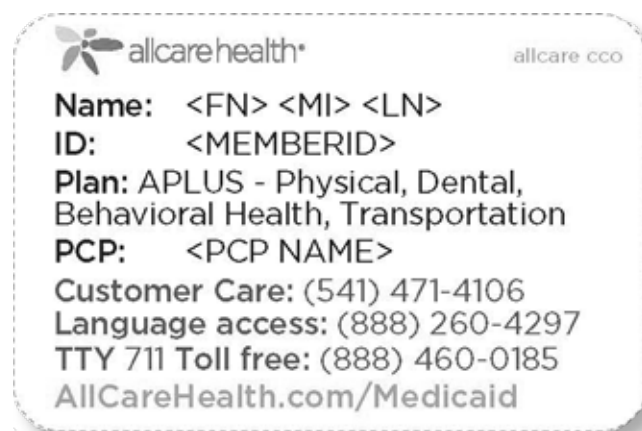 allcare health
allcare cco
Name: <FN> <MI> <LN>
ID: <MEMBERID>
Plan: APLUS - Physical, Dental,
Behavioral Health, Transportation
PCP: <PCP NAME>
Customer Care: (541) 471-4106
Language access: (888) 260-4297
TTY 711 Toll free: (888) 460-0185
AllCareHealth.com/Medicaid